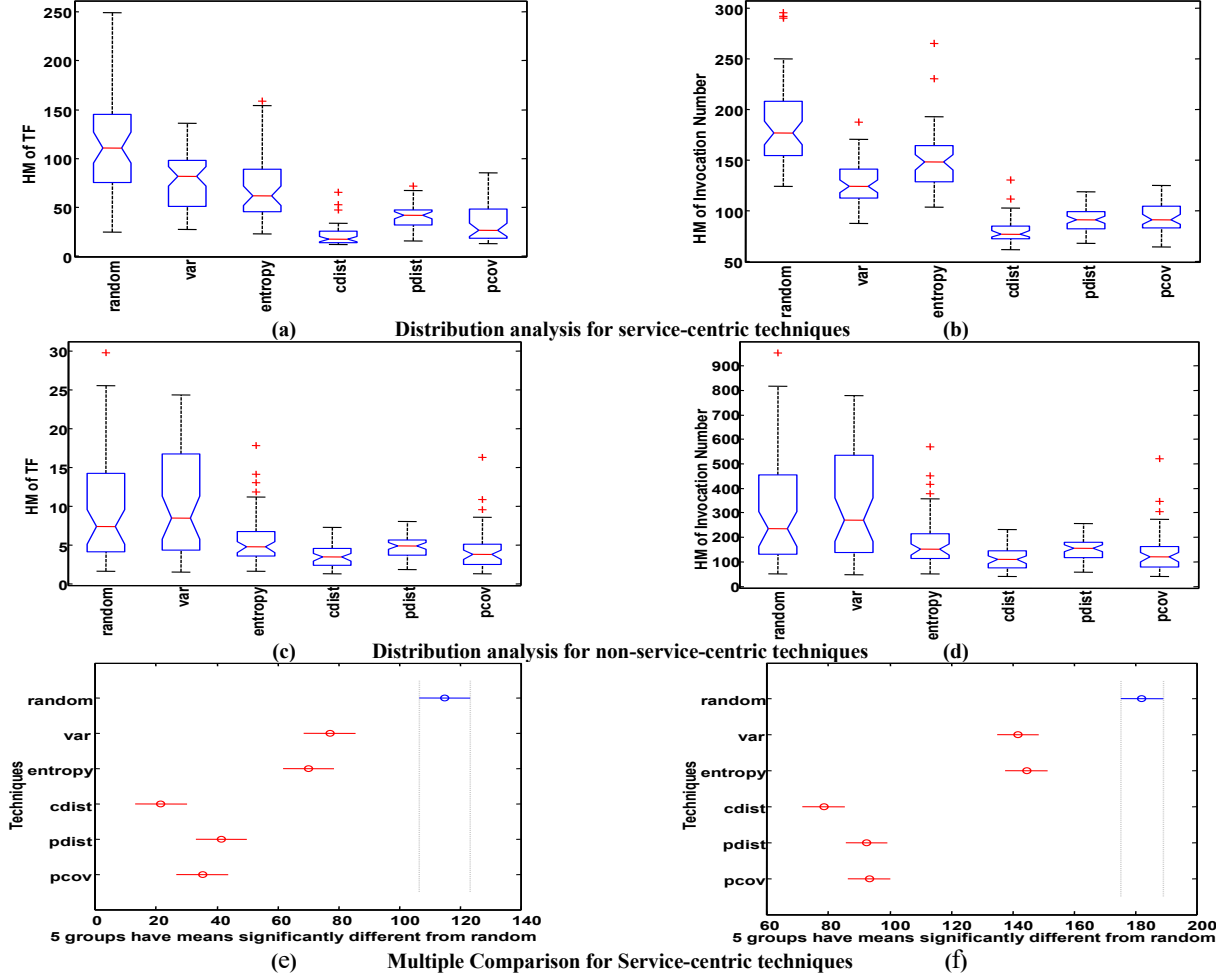 HM of TF
250
200
150
100
50
0
random
var
entropy
cdist
pdist
pcov
HM of Invocation Number
300
250
200
150
100
50
random
var
entropy
cdist
pdist
pcov
(a) Distribution analysis for service-centric techniques (b)
HM of TF
30
25
20
15
10
5
0
random
var
entropy
cdist
pdist
pcov
HM of Invocation Number
900
800
700
600
500
400
300
200
100
0
random
var
entropy
cdist
pdist
pcov
(c) Distribution analysis for non-service-centric techniques (d)
Techniques
random
var
entropy
cdist
pdist
pcov
0 20 40 60 80 100 120 140
5 groups have means significantly different from random
Techniques
random
var
entropy
cdist
pdist
pcov
60 80 100 120 140 160 180 200
5 groups have means significantly different from random
(e) Multiple Comparison for Service-centric techniques (f)